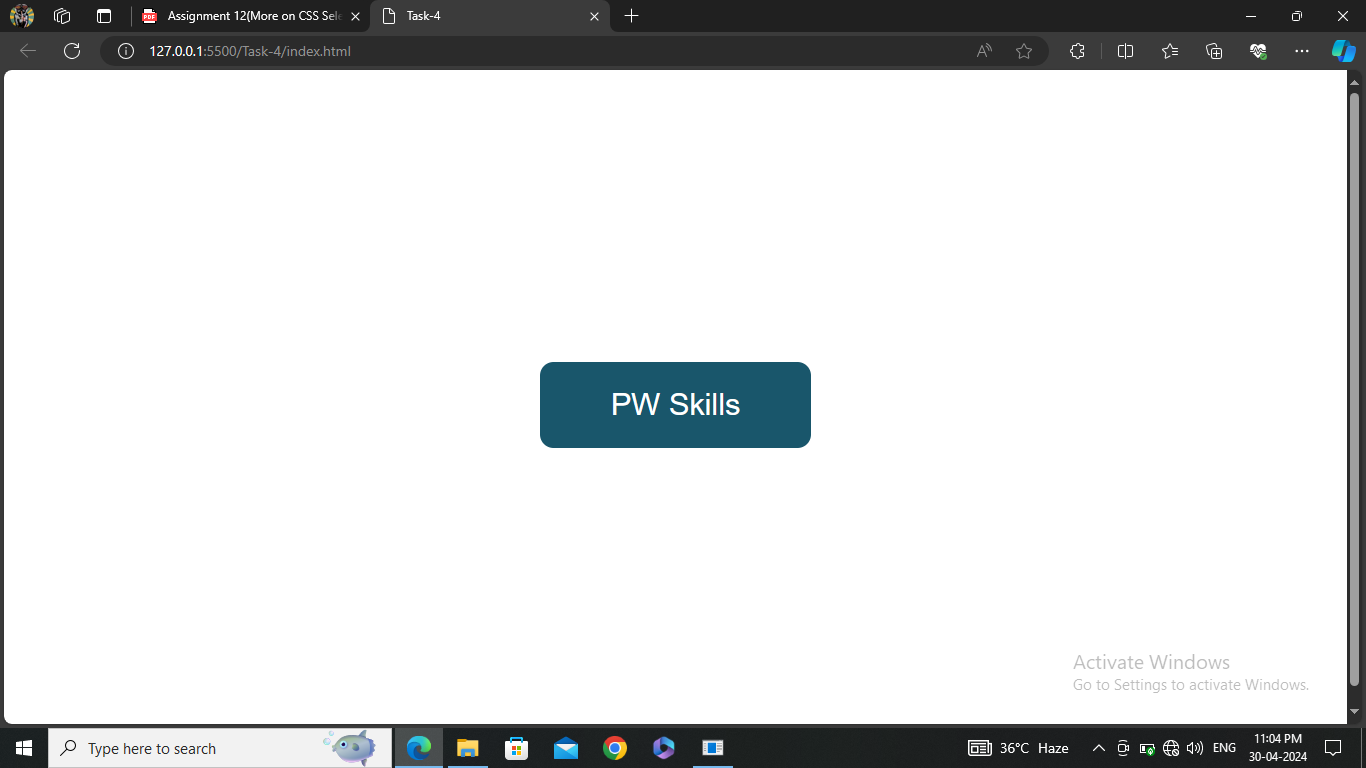 Assignment 12(More on CSS Sele
Task-4
127.0.0.1:5500/Task-4/index.html
PW Skills
Activate Windows
Go to Settings to activate Windows.
Type here to search
36°C Haze
ENG
11:04 PM
30-04-2024